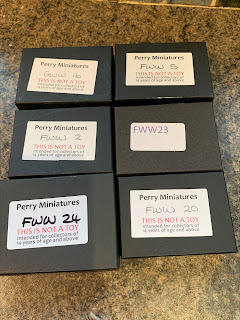 Perry Miniatures
GWW 40
THIS IS NOT A TOY
intended for collectors of
14 years of age and above
Perry Miniatures
FWW 5
THIS IS NOT A TOY
intended for collectors of
14 years of age and above
Perry Miniatures
FWW 2
THIS IS NOT A TOY
intended for collectors of
14 years of age and above
FWW23
Perry Miniatures
FWW 24
THIS IS NOT A TOY
intended for collectors of
14 years of age and above
Perry Miniatures
FWW 20
THIS IS NOT A TOY
intended for collectors of
14 years of age and above